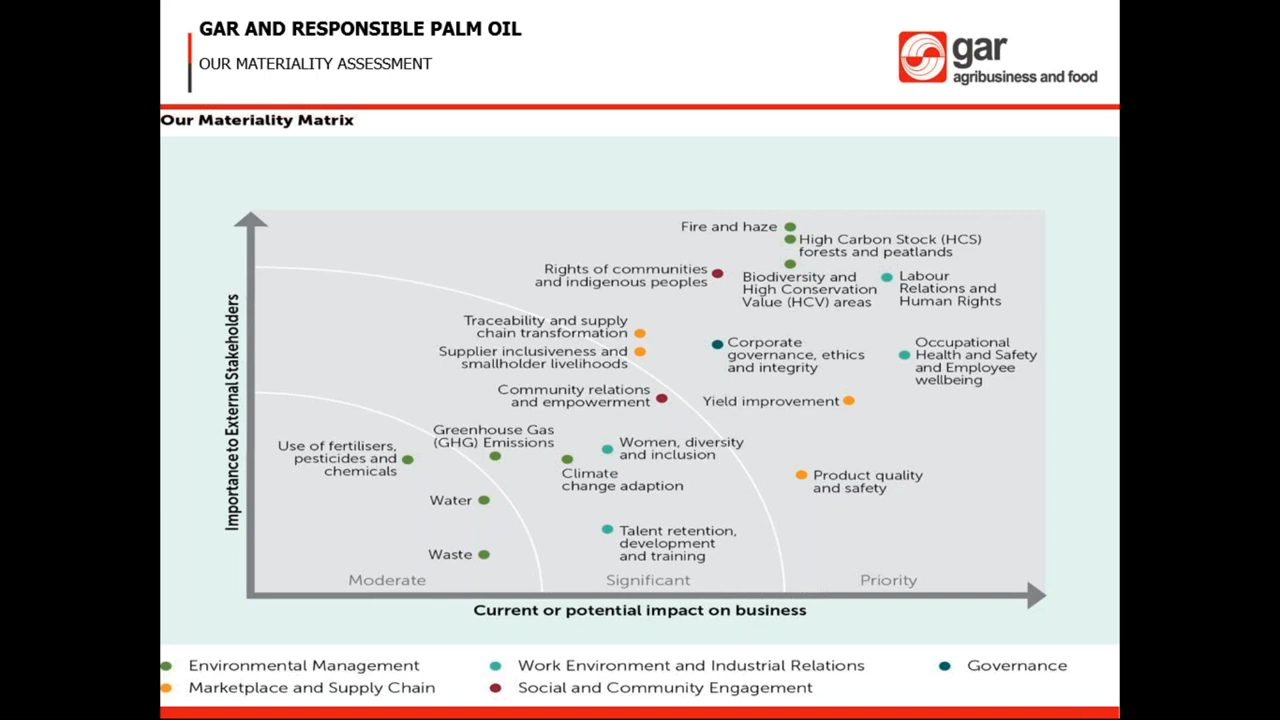 GAR AND RESPONSIBLE PALM OIL
OUR MATERIALITY ASSESSMENT
gar
agribusiness and food
Our Materiality Matrix
Importance to External Stakeholders
Fire and haze
High Carbon Stock (HCS)
forests and peatlands
Rights of communities
and indigenous peoples
Biodiversity and
High Conservation
Value (HCV) areas
Labour
Relations and
Human Rights
Traceability and supply
chain transformation
Supplier inclusiveness and
smallholder livelihoods
Corporate
governance, ethics
and integrity
Occupational
Health and Safety
and Employee
wellbeing
Community relations
and empowerment
Yield improvement
Greenhouse Gas
(GHG) Emissions
Use of fertilisers,
pesticides and
chemicals
Women, diversity
and inclusion
Climate
change adaption
Product quality
and safety
Water
Talent retention,
development
and training
Waste
Moderate
Significant
Priority
Current or potential impact on business
Environmental Management
Work Environment and Industrial Relations
Governance
Marketplace and Supply Chain
Social and Community Engagement